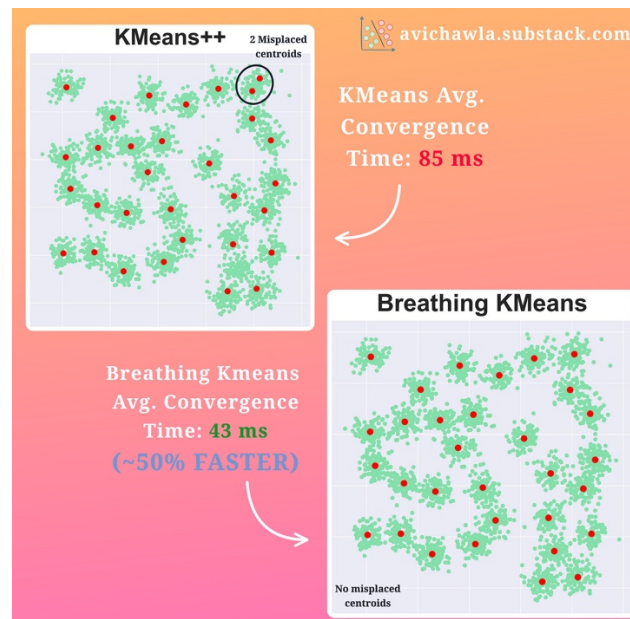 KMeans++
2 Misplaced
centroids
avichawla.substack.com
KMeans Avg.
Convergence
Time: 85 ms
Breathing KMeans
Breathing Kmeans
Avg. Convergence
Time: 43 ms
(~50% FASTER)
No misplaced
centroids